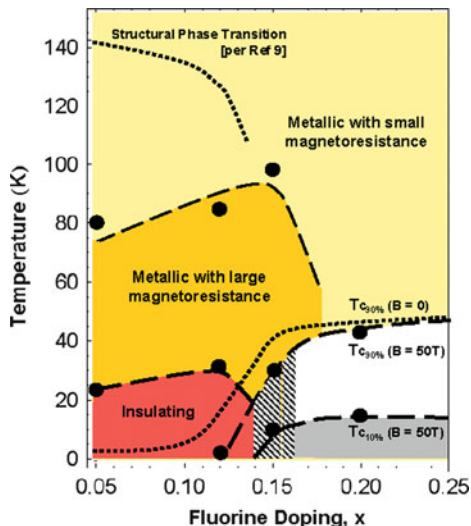 Structural Phase Transition
[per Ref 9]
Metallic with small
magnetoresistance
Metallic with large
magnetoresistance
Insulating
Tc90% (B = 0)
Tc90% (B = 50T)
Tc10% (B = 50T)
Temperature (K)
140
120
100
80
60
40
20
0
0.05
0.10
0.15
0.20
0.25
Fluorine Doping, x